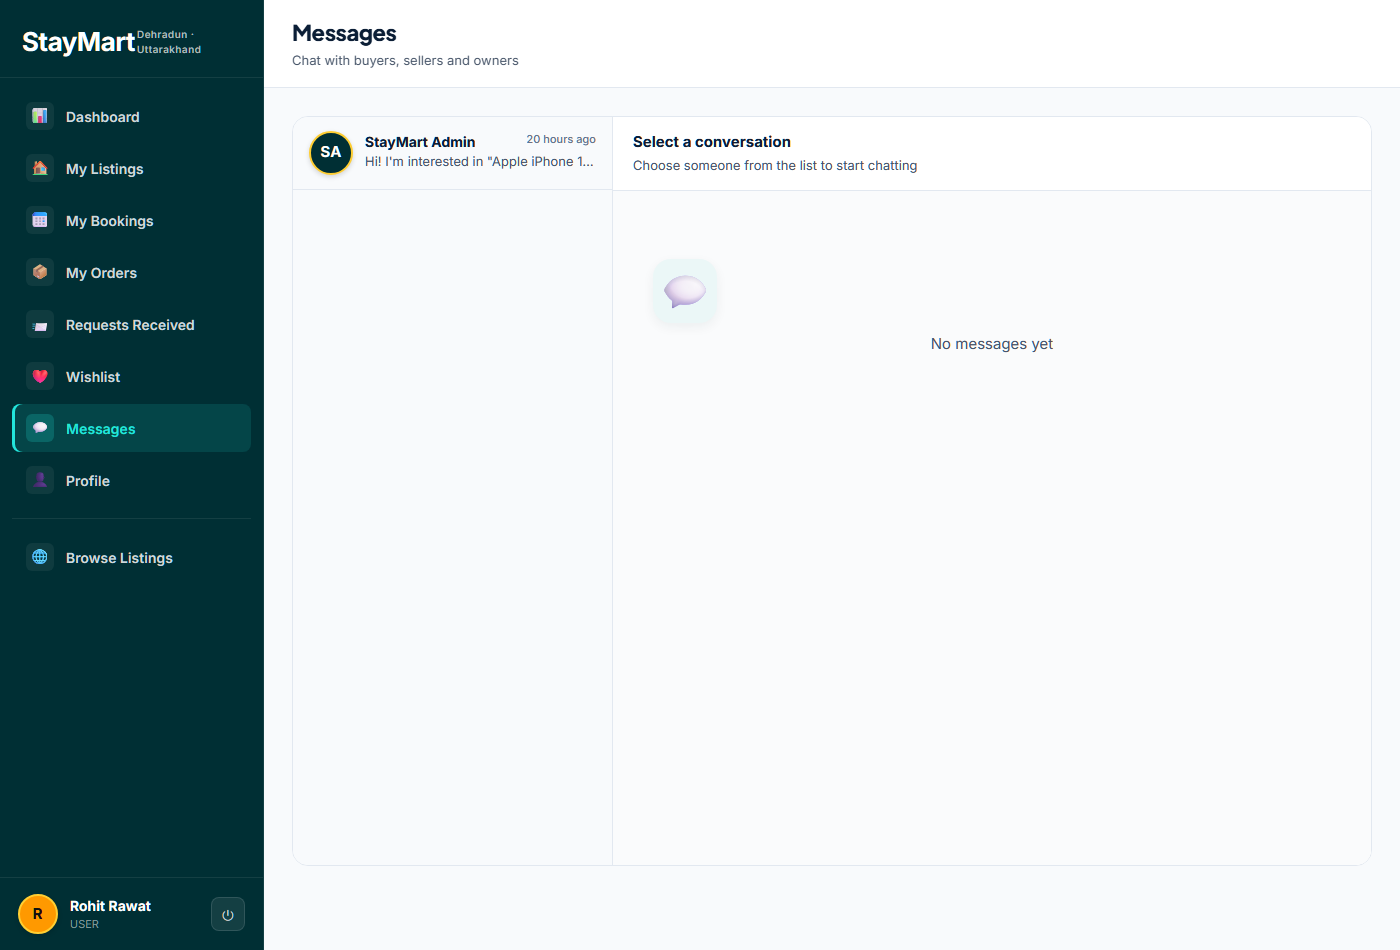 StayMart
Dehradun ·
Uttarakhand
Dashboard
My Listings
My Bookings
My Orders
Requests Received
Wishlist
Messages
Profile
Browse Listings
R
Rohit Rawat
USER
Messages
Chat with buyers, sellers and owners
SA
StayMart Admin
20 hours ago
Hi! I'm interested in "Apple iPhone 1...
Select a conversation
Choose someone from the list to start chatting
No messages yet